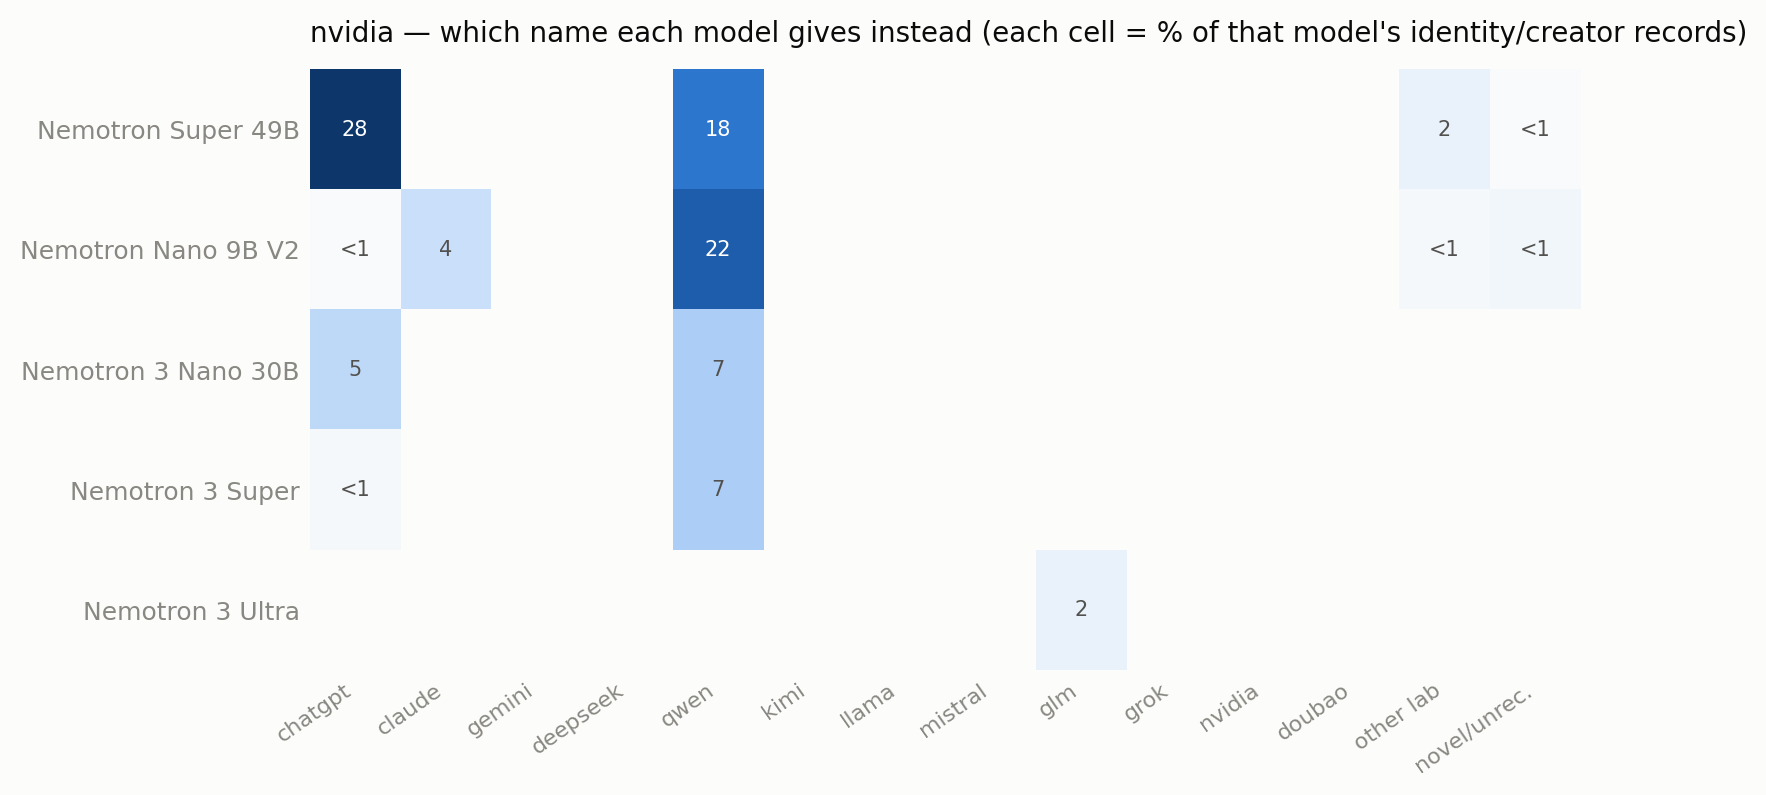 nvidia — which name each model gives instead (each cell = % of that model's identity/creator records)
Nemotron Super 49B 28 18 2 <1
Nemotron Nano 9B V2 <1 4 22 <1 <1
Nemotron 3 Nano 30B 5 7
Nemotron 3 Super <1 7
Nemotron 3 Ultra 2
chatgpt claude gemini deepseek qwen kimi llama mistral glm grok nvidia doubao other lab novel/unrec.